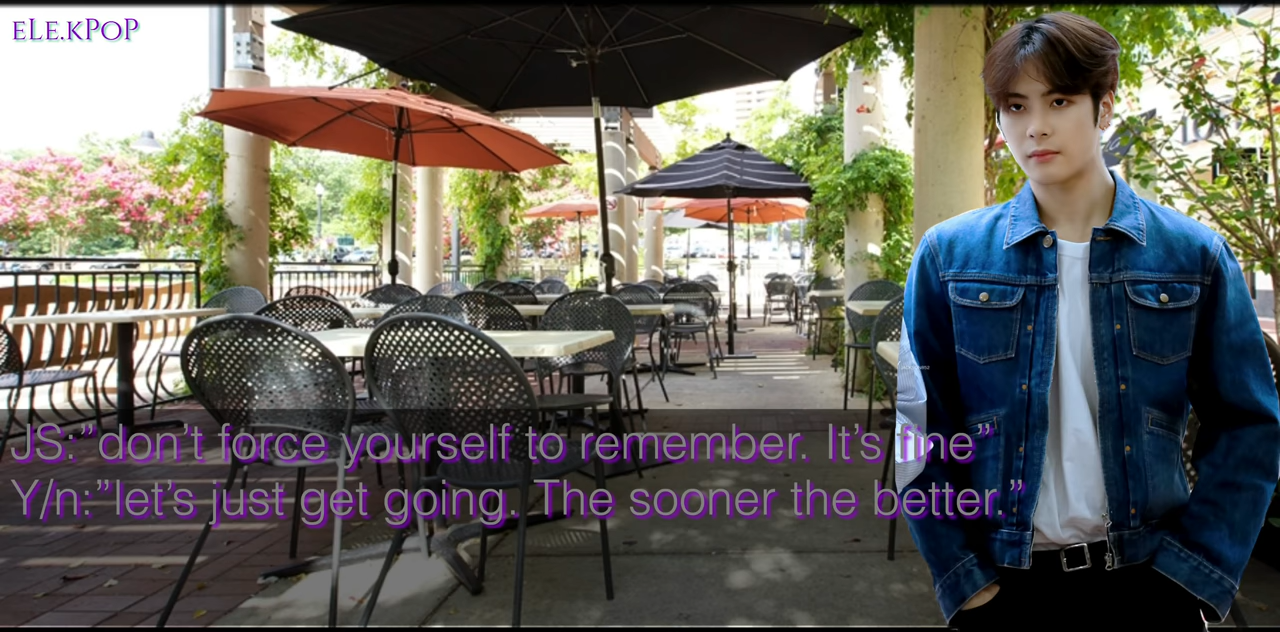 ELE.KPOP
JS:”don’t force yourself to remember. It’s fine”
Y/n:”let’s just get going. The sooner the better.”